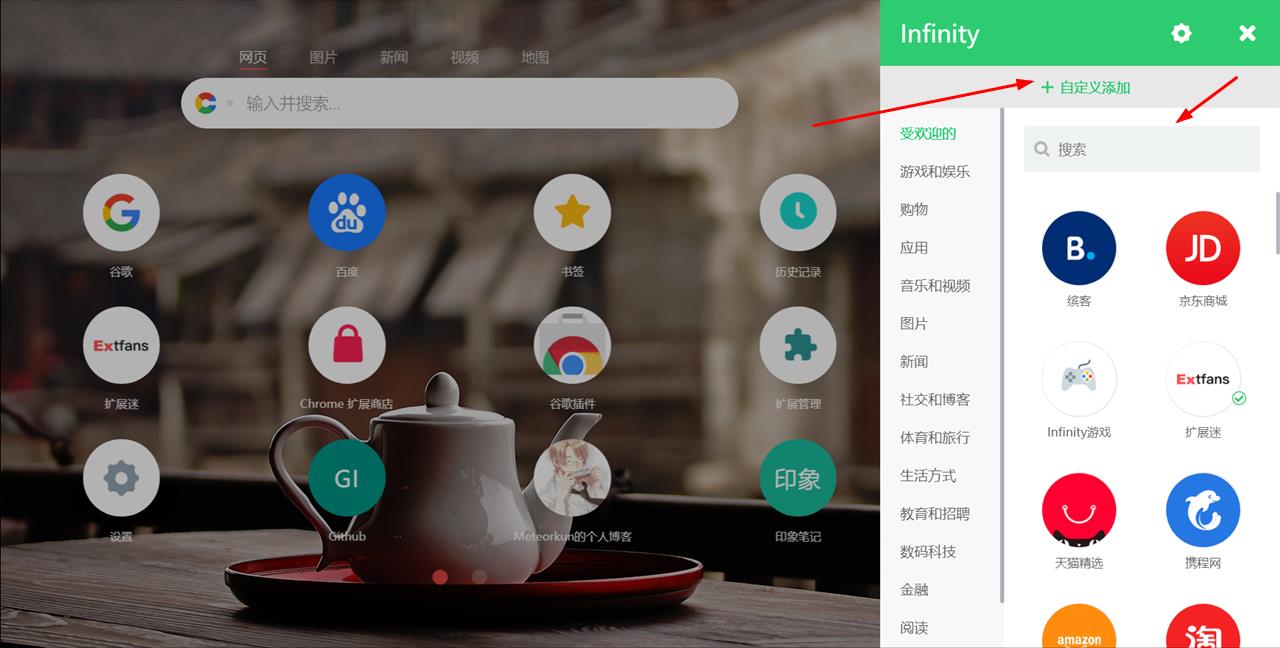 网页 图片 新闻 视频 地图
输入并搜索...
谷歌 百度 书签 历史记录
Extfans
扩展迷 Chrome 扩展商店 谷歌插件 扩展管理
GI 印象
设置 Github Meteorkun的个人博客 印象笔记
Infinity
+ 自定义添加
受欢迎的
游戏和娱乐
购物
应用
音乐和视频
图片
新闻
社交和博客
体育和旅行
生活方式
教育和招聘
数码科技
金融
阅读
搜索
B. JD
缤客 京东商城
Extfans
Infinity游戏 扩展迷
天猫精选 携程网
amazon 淘